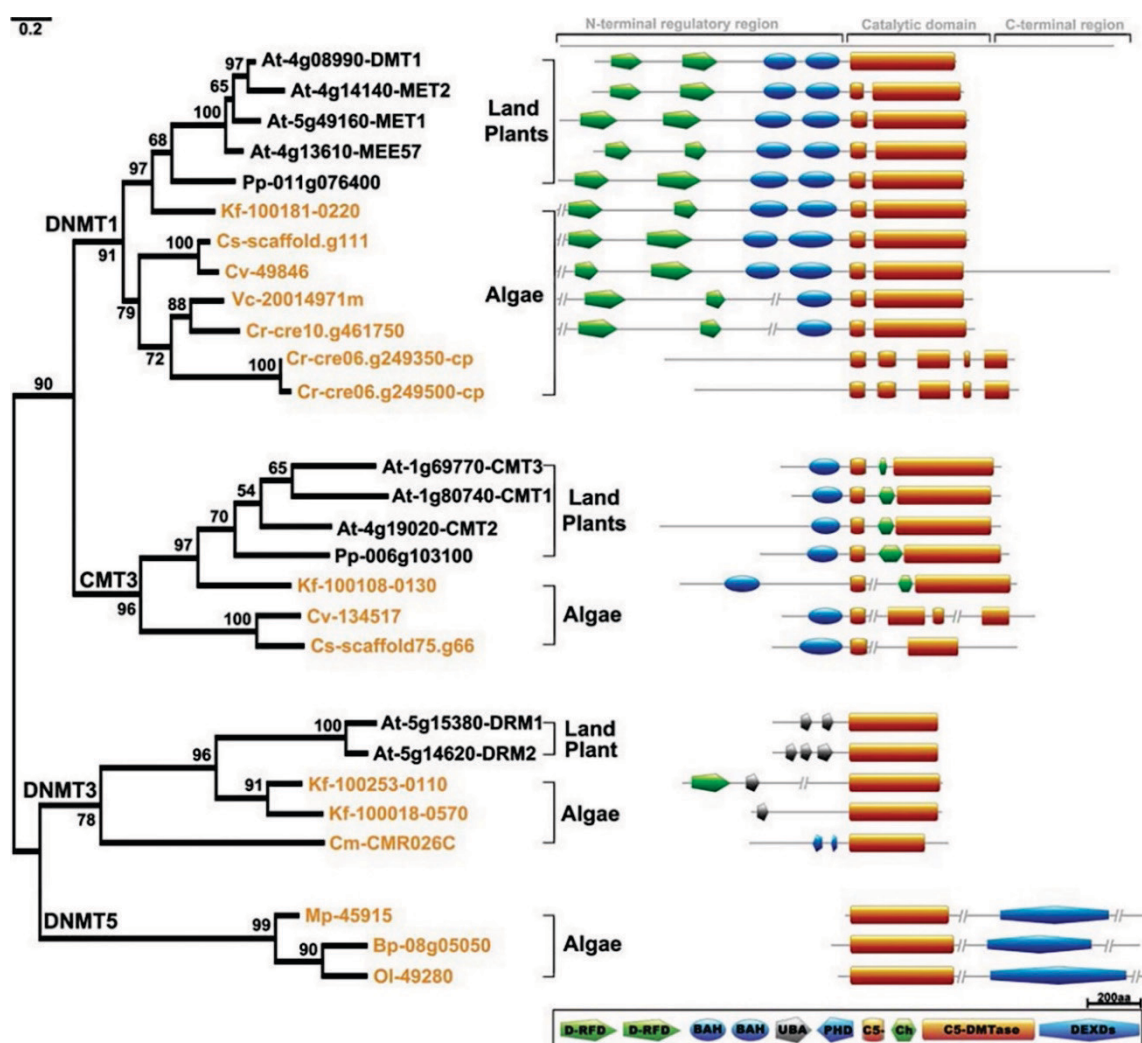 0.2
N-terminal regulatory region
Catalytic domain
C-terminal region
97
At-4g08990-DMT1
65
At-4g14140-MET2
100
At-5g49160-MET1
68
At-4g13610-MEE57
97
Pp-011g076400
Land
Plants
DNMT1
91
Kf-100181-0220
100
Cs-scaffold.g111
Cv-49846
79
88
Vc-20014971m
Cr-cre10.g461750
72
100
Cr-cre06.g249350-cp
Cr-cre06.g249500-cp
Algae
90
65
At-1g69770-CMT3
54
At-1g80740-CMT1
70
At-4g19020-CMT2
97
Pp-006g103100
Land
Plants
CMT3
96
Kf-100108-0130
100
Cv-134517
Cs-scaffold75.g66
Algae
100
At-5g15380-DRM1
At-5g14620-DRM2
Land
Plant
96
DNMT3
78
91
Kf-100253-0110
Kf-100018-0570
Cm-CMR026C
Algae
DNMT5
99
Mp-45915
90
Bp-08g05050
Ol-49280
Algae
200aa
D-RFD D-RFD BAH BAH UBA PHD C5- Ch C5-DMTase DEXDs